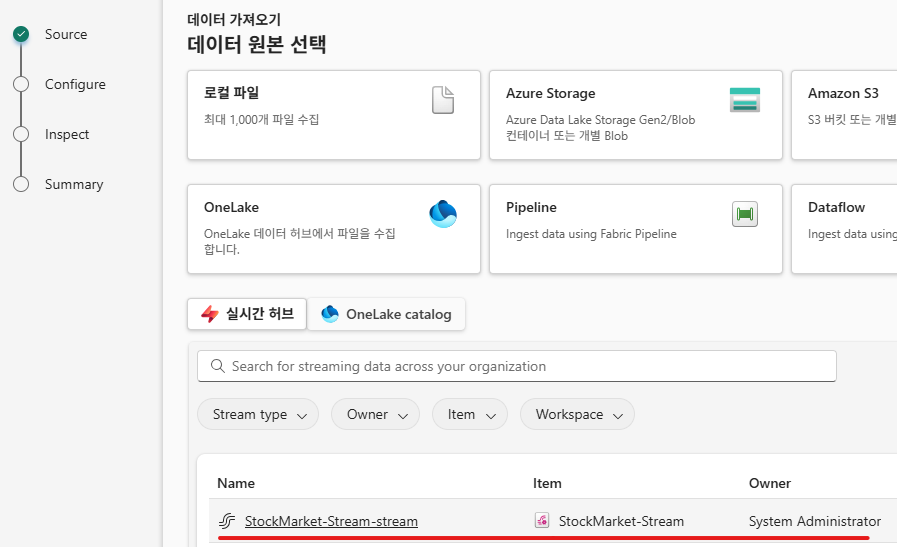 Source
Configure
Inspect
Summary
데이터 가져오기
데이터 원본 선택
로컬 파일
최대 1,000개 파일 수집
Azure Storage
Azure Data Lake Storage Gen2/Blob
컨테이너 또는 개별 Blob
Amazon S3
S3 버킷 또는 개별
OneLake
OneLake 데이터 허브에서 파일을 수집
합니다.
Pipeline
Ingest data using Fabric Pipeline
Dataflow
Ingest data using
실시간 허브
OneLake catalog
Search for streaming data across your organization
Stream type
Owner
Item
Workspace
Name Item Owner
StockMarket-Stream-stream StockMarket-Stream System Administrator